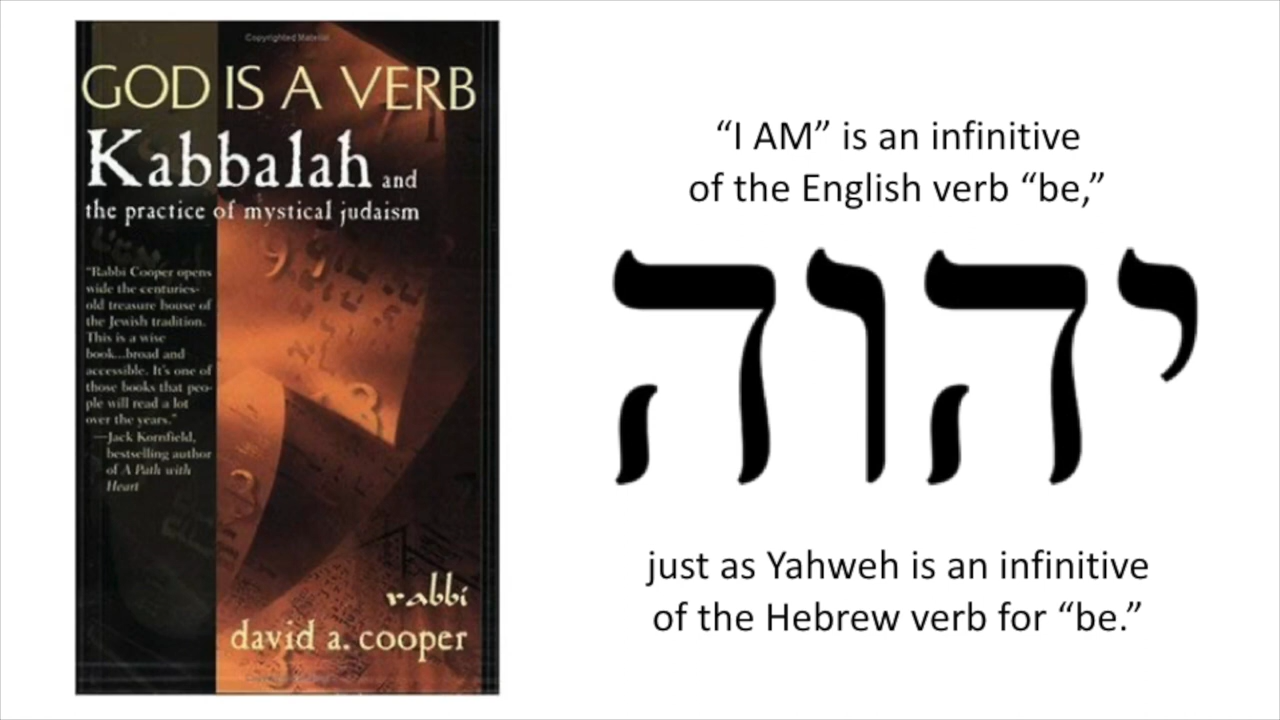 Copyrighted Material
GOD IS A VERB
Kabbalah and
the practice of mystical judaism
"Rabbi Cooper opens
wide the centuries-
old treasure house of
the Jewish tradition.
This is a wise
book...broad and
accessible. It's one of
those books that peo-
ple will read a lot
over the years."
—Jack Kornfield,
bestselling author
of A Path with
Heart
rabbi
david a. cooper
Copyrighted Material
“I AM” is an infinitive
of the English verb “be,”
יהוה
just as Yahweh is an infinitive
of the Hebrew verb for “be.”